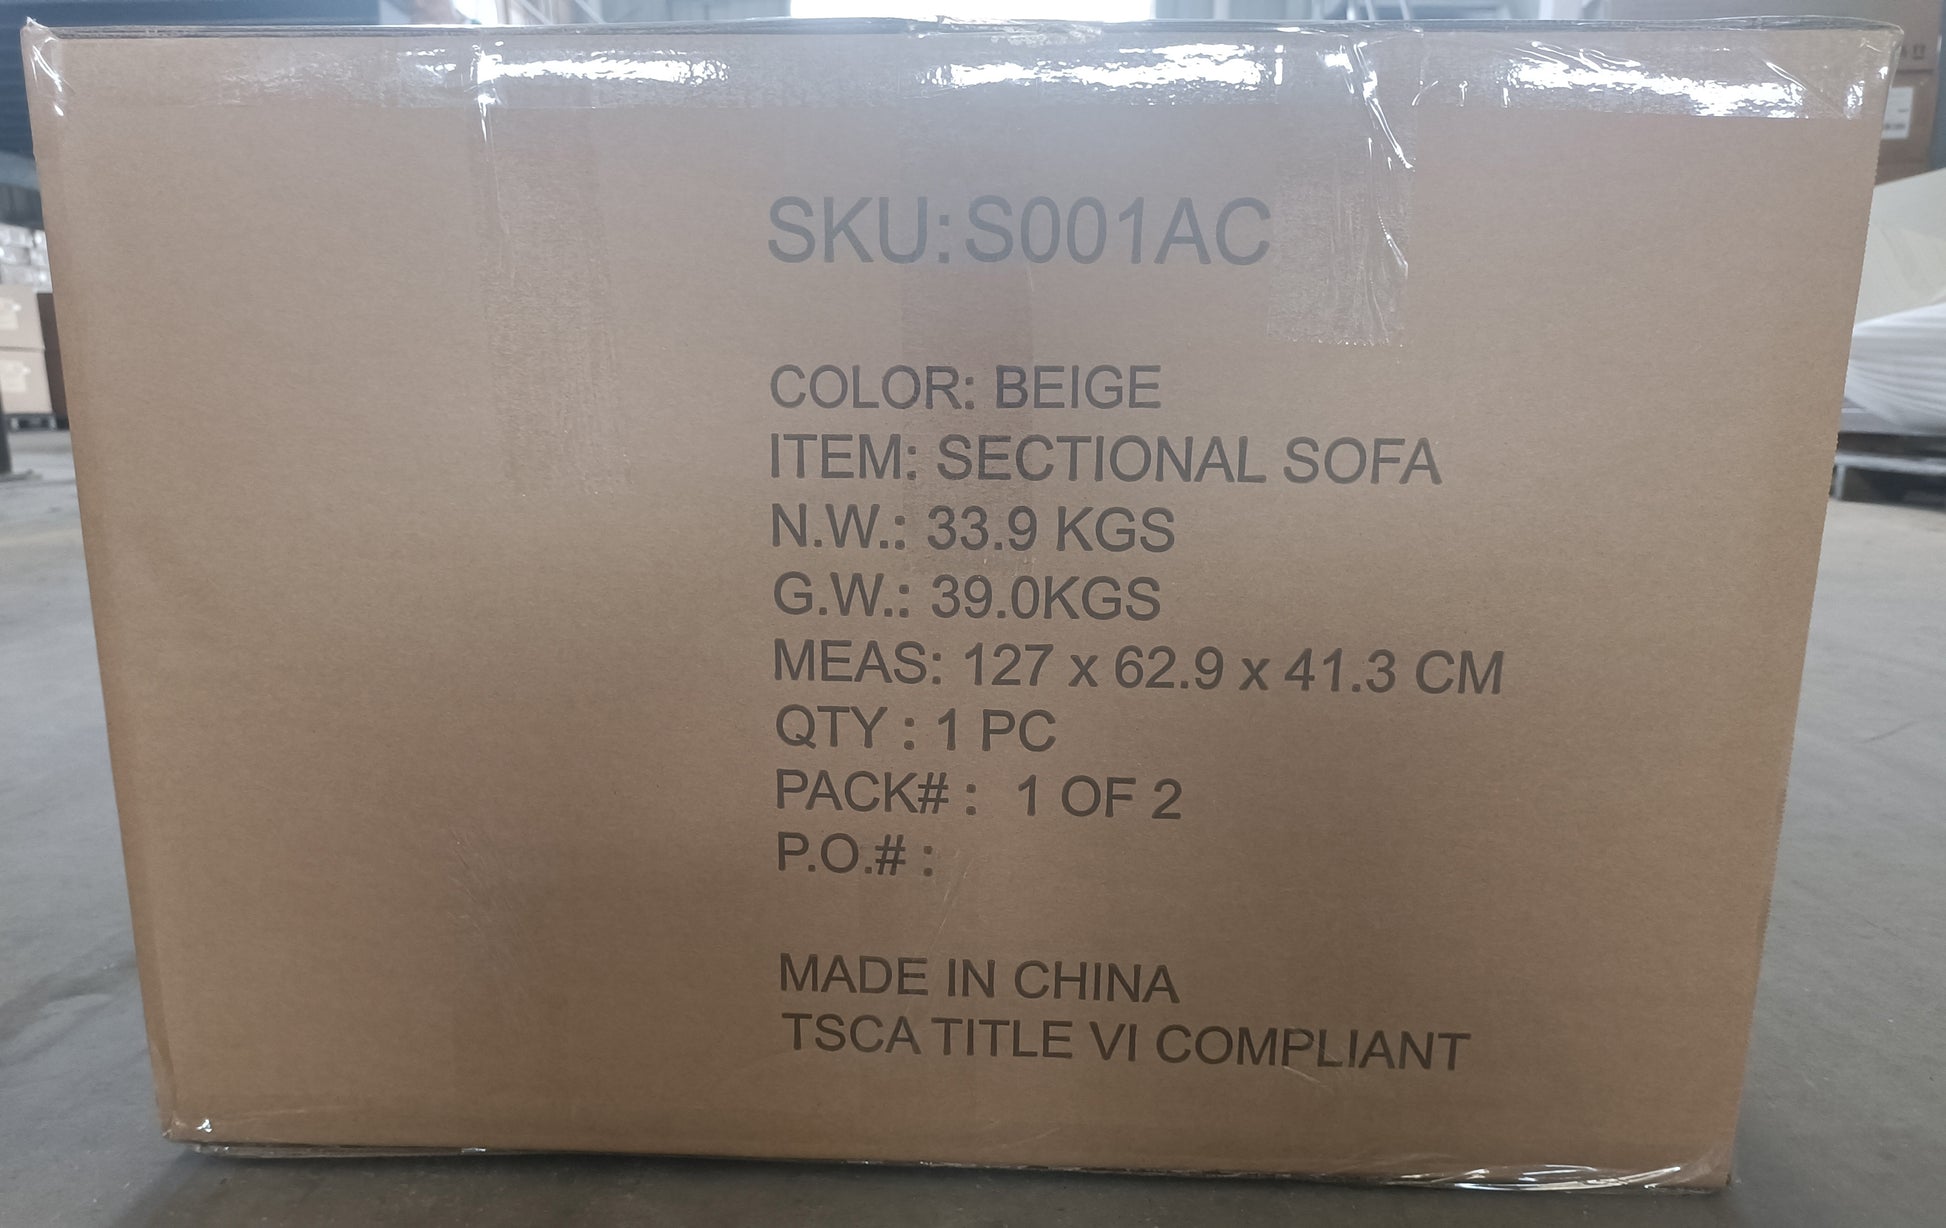 SKU:S001AC
COLOR: BEIGE
ITEM: SECTIONAL SOFA
N.W.: 33.9 KGS
G.W.: 39.0KGS
MEAS: 127 x 62.9 x 41.3 CM
QTY : 1 PC
PACK# : 1 OF 2
P.O.# :
MADE IN CHINA
TSCA TITLE VI COMPLIANT